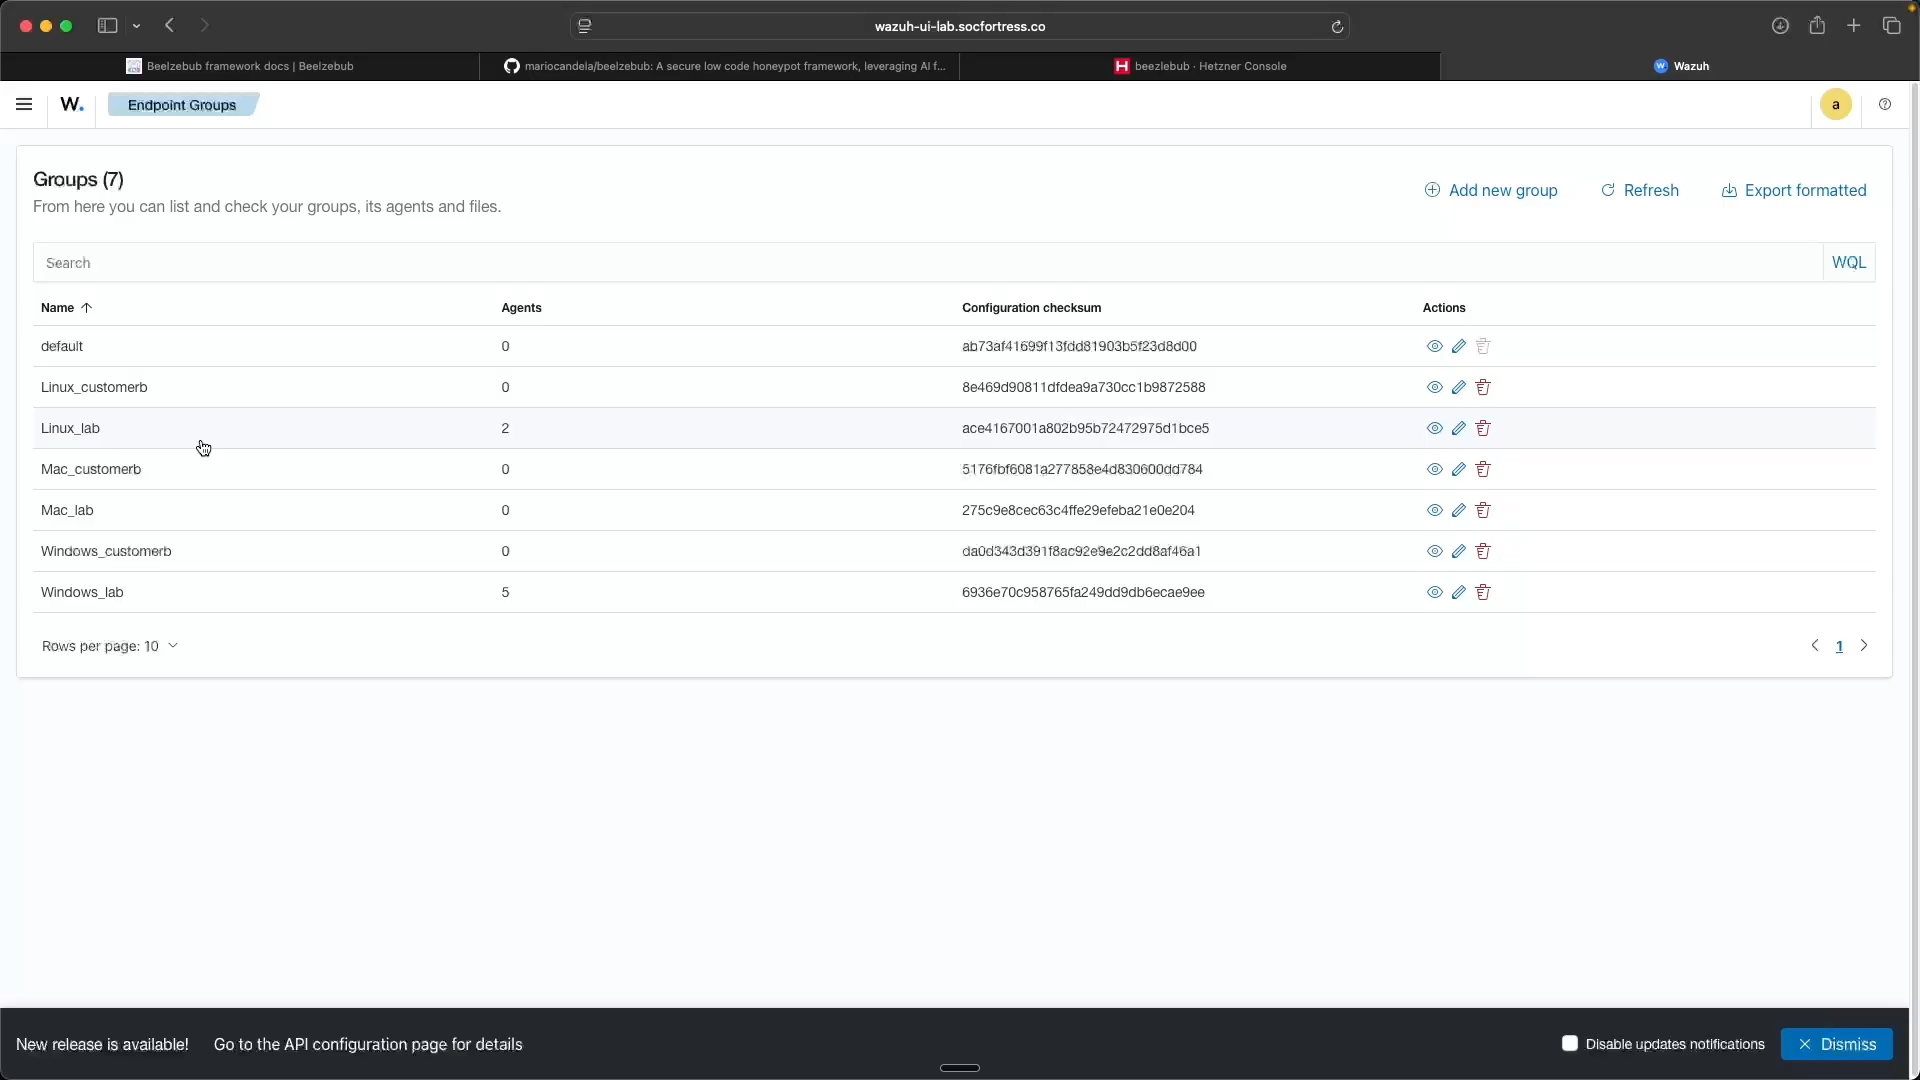 wazuh-ui-lab.socfortress.co
Beelzebub framework docs | Beelzebub
mariocandela/beelzebub: A secure low code honeypot framework, leveraging AI f...
beezlebub · Hetzner Console
Wazuh
W.
Endpoint Groups
a
Groups (7)
From here you can list and check your groups, its agents and files.
Add new group
Refresh
Export formatted
Search
WQL
Name Agents Configuration checksum Actions
default 0 ab73af41699f13fdd81903b5f23d8d00
Linux_customerb 0 8e469d90811dfdea9a730cc1b9872588
Linux_lab 2 ace4167001a802b95b72472975d1bce5
Mac_customerb 0 5176fbf6081a277858e4d830600dd784
Mac_lab 0 275c9e8cec63c4ffe29efeba21e0e204
Windows_customerb 0 da0d343d391f8ac92e9e2c2dd8af46a1
Windows_lab 5 6936e70c958765fa249dd9db6ecae9ee
Rows per page: 10
1
New release is available! Go to the API configuration page for details
Disable updates notifications
Dismiss